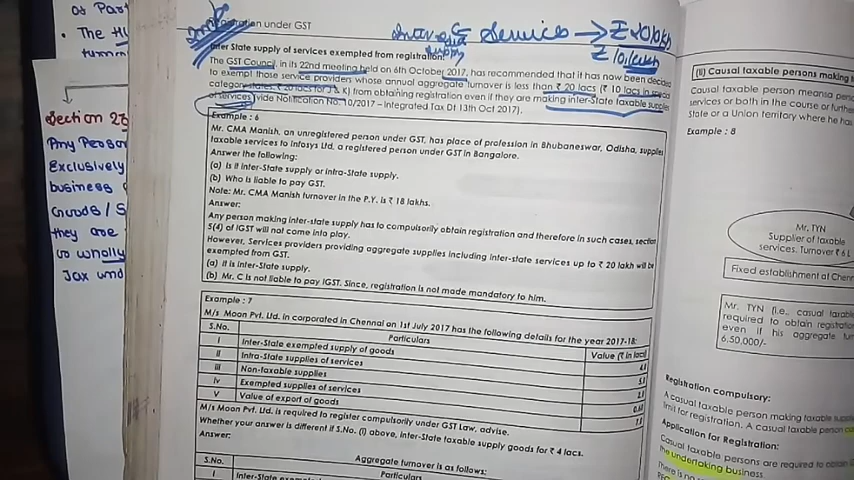 of Par
• The
Section 23
Any Person
Exclusively
business
Goods / S
they are
wholly
Tax und
Registration under GST
Services → ₹20 lakh
₹10 lakh
Inter State supply of services exempted from registration:
The GST Council, in its 22nd meeting held on 6th October 2017, has recommended that it has now been decided
to exempt those service providers whose annual aggregate turnover is less than ₹ 20 lacs (₹ 10 lacs in special
category states, ₹ 20 lacs for J & K) from obtaining registration even if they are making inter-State taxable supplies
of services (vide Notification No. 10/2017 – Integrated Tax Dt 13th Oct 2017).
Example : 6
Mr. CMA Manish, an unregistered person under GST, has place of profession in Bhubaneswar, Odisha, supplies
taxable services to Infosys Ltd, a registered person under GST in Bangalore.
Answer the following:
(a) Is it inter-State supply or intra-State supply.
(b) Who is liable to pay GST.
Note: Mr. CMA Manish turnover in the P.Y. is ₹ 18 lakhs.
Answer:
Any person making inter-state supply has to compulsorily obtain registration and therefore in such cases, section
5(4) of IGST will not come into play.
However, Services providers providing aggregate supplies including inter-state services up to ₹ 20 lakh will be
exempted from GST.
(a) It is inter-State supply.
(b) Mr. C is not liable to pay IGST. Since, registration is not made mandatory to him.
Example : 7
M/s Moon Pvt. Ltd. in corporated in Chennai on 1st July 2017 has the following details for the year 2017-18:
S.No. Particulars Value (₹ in lacs)
I Inter-State exempted supply of goods
II Intra-State supplies of services
III Non-taxable supplies
IV Exempted supplies of services
V Value of export of goods
M/s Moon Pvt. Ltd. is required to register compulsorily under GST Law, advise.
Whether your answer is different if S.No. (I) above, Inter-State taxable supply goods for ₹ 4 lacs.
Answer:
Aggregate turnover is as follows:
S.No. Particulars
I
(ii) Causal taxable persons making
Causal taxable person means a
services or both in the course or further
State or a Union territory where he has
Example : 8
Mr. TYN
Supplier of taxable
services. Turnover ₹ 6 L
Fixed establishment at Chenn
Mr. TYN (i.e., casual taxable
required to obtain registratio
even if his aggregate tur
6,50,000/-
Registration compulsory:
A casual taxable person making taxable
limit for registration. A casual taxable person
Application for Registration:
Casual taxable persons are required to obtain
the undertaking business
There is no